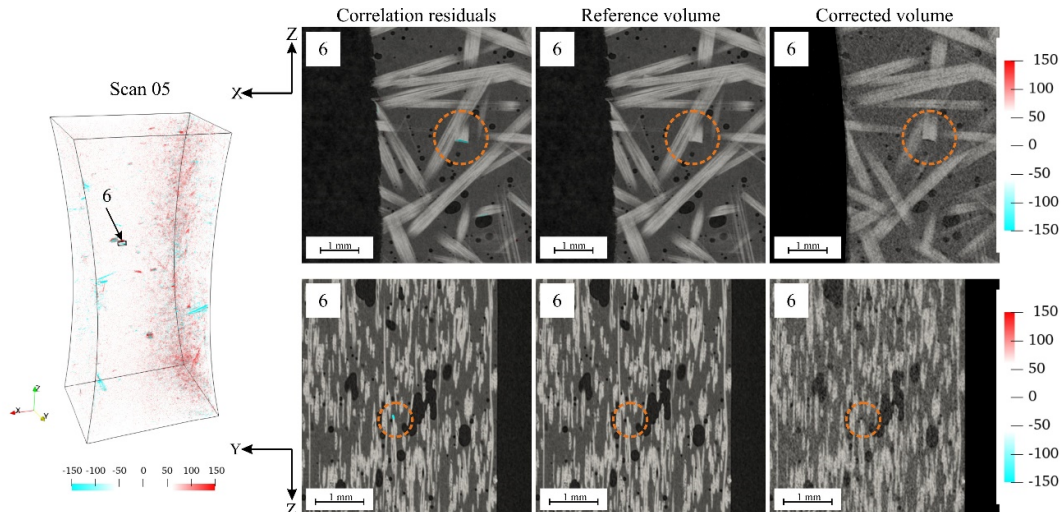 Correlation residuals Reference volume Corrected volume
Z
X
6 6 6
150
100
50
0
-50
-100
-150
1 mm 1 mm 1 mm
Scan 05
6
Z
X
Y
-150 -100 -50 0 50 100 150
Y
Z
6 6 6
150
100
50
0
-50
-100
-150
1 mm 1 mm 1 mm